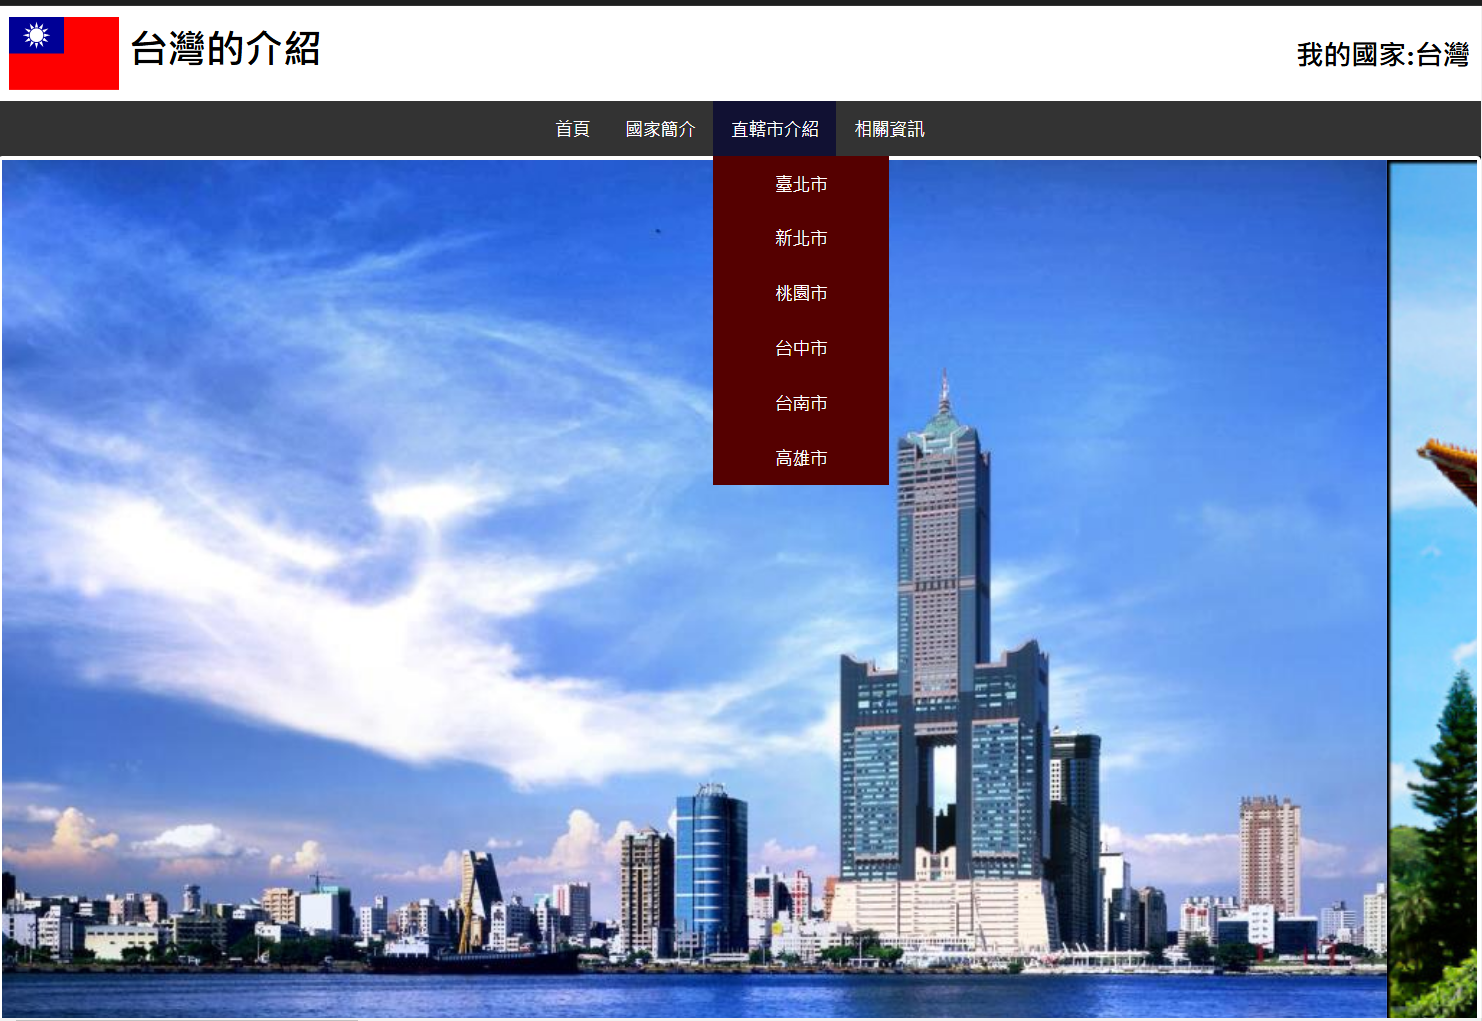 台灣的介紹
我的國家:台灣
首頁 國家簡介 直轄市介紹 相關資訊
臺北市
新北市
桃園市
台中市
台南市
高雄市